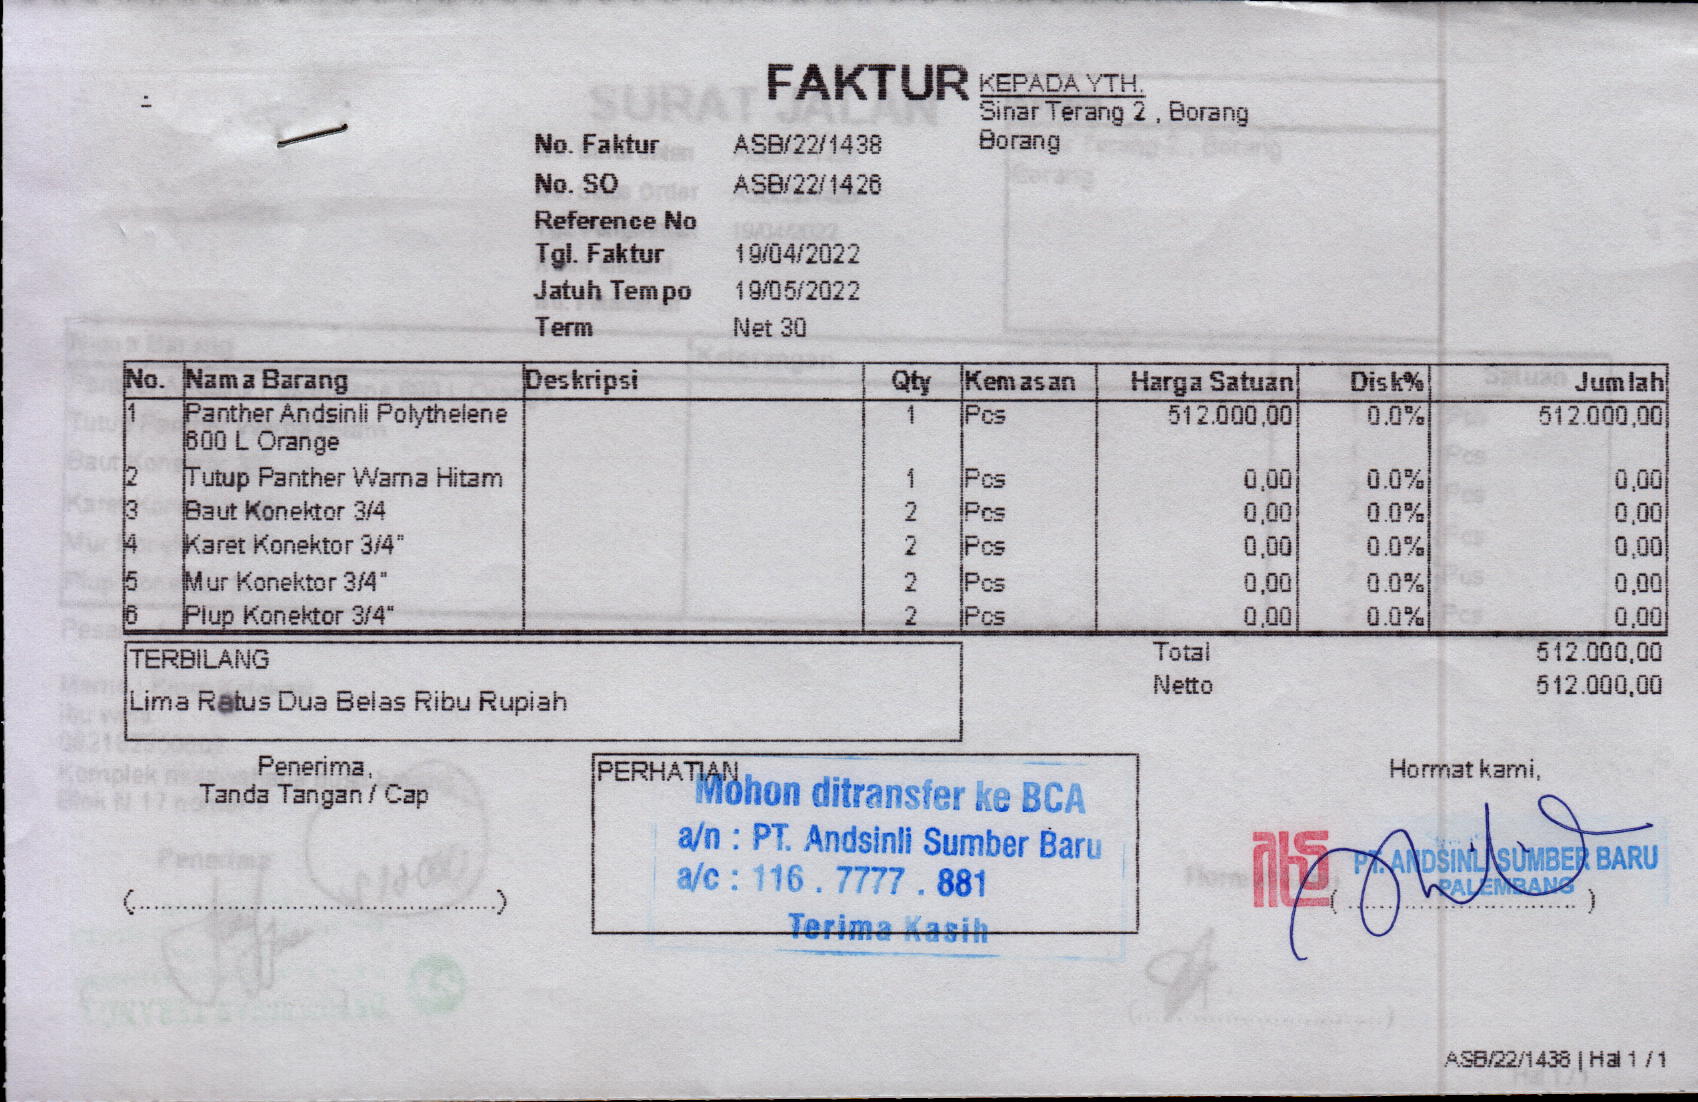 FAKTUR
KEPADA YTH.
Sinar Terang 2 , Borang
Borang
No. Faktur ASB/22/1438
No. SO ASB/22/1426
Reference No
Tgl. Faktur 19/04/2022
Jatuh Tempo 19/05/2022
Term Net 30
No. Nama Barang Deskripsi Qty Kemasan Harga Satuan Disk% Jumlah
1 Panther Andsinli Polythelene 1 Pcs 512.000,00 0.0% 512.000,00
600 L Orange
2 Tutup Panther Warna Hitam 1 Pcs 0,00 0.0% 0,00
3 Baut Konektor 3/4 2 Pcs 0,00 0.0% 0,00
4 Karet Konektor 3/4" 2 Pcs 0,00 0.0% 0,00
5 Mur Konektor 3/4" 2 Pcs 0,00 0.0% 0,00
6 Plup Konektor 3/4" 2 Pcs 0,00 0.0% 0,00
TERBILANG
Lima Ratus Dua Belas Ribu Rupiah
Total 512.000,00
Netto 512.000,00
Penerima,
Tanda Tangan / Cap
(..........................................................)
PERHATIAN
Mohon ditransfer ke BCA
a/n : PT. Andsinli Sumber Baru
a/c : 116 . 7777 . 881
Terima Kasih
Hormat kami,
PT. ANDSINLI SUMBER BARU
PALEMBANG
(....................................)
ASB/22/1438 | Hal 1 / 1
SURAT JALAN